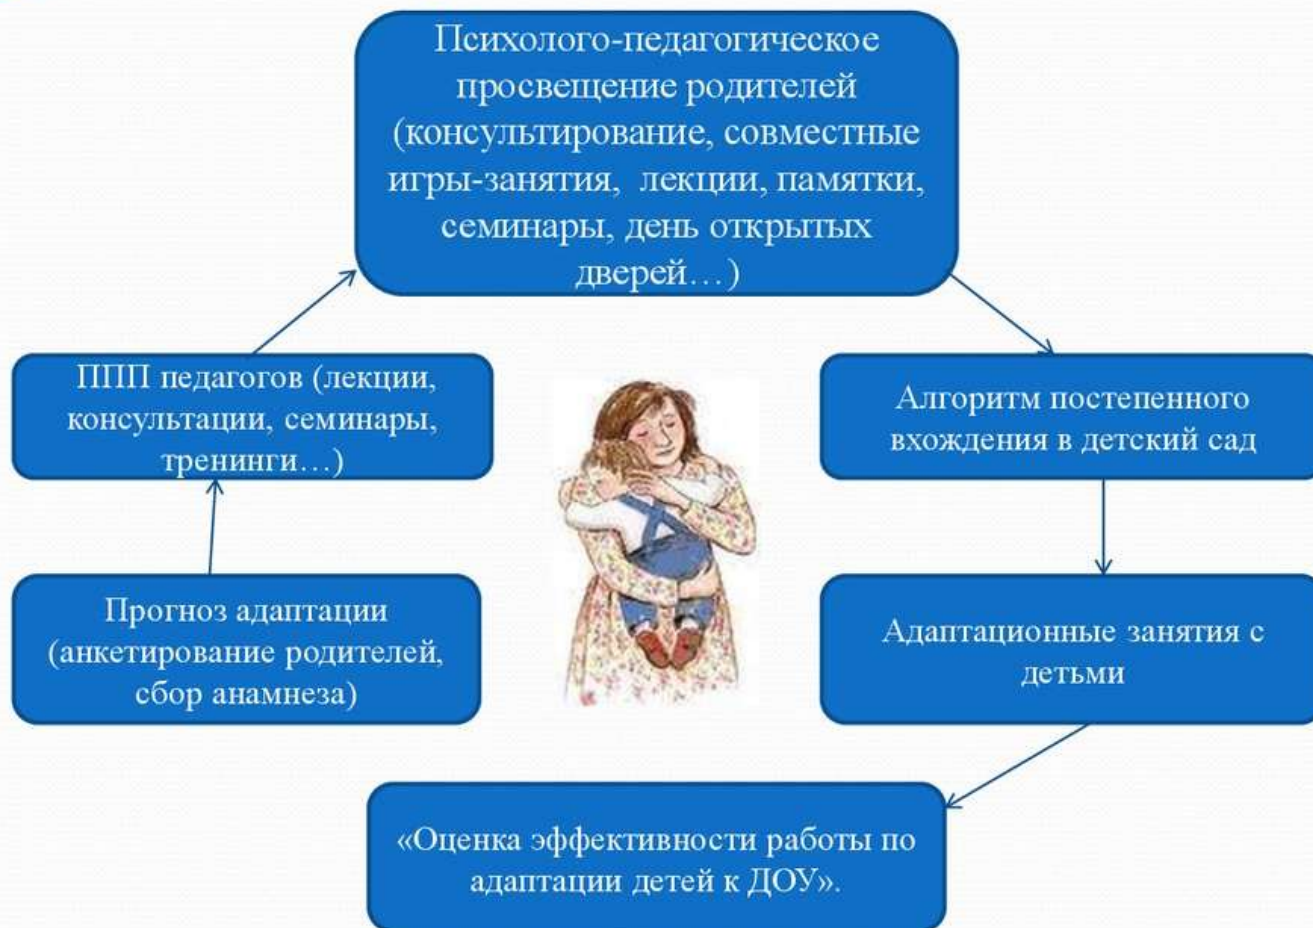 Психолого-педагогическое
просвещение родителей
(консультирование, совместные
игры-занятия, лекции, памятки,
семинары, день открытых
дверей…)
ППП педагогов (лекции,
консультации, семинары,
тренинги…)
Алгоритм постепенного
вхождения в детский сад
Прогноз адаптации
(анкетирование родителей,
сбор анамнеза)
Адаптационные занятия с
детьми
«Оценка эффективности работы по
адаптации детей к ДОУ».